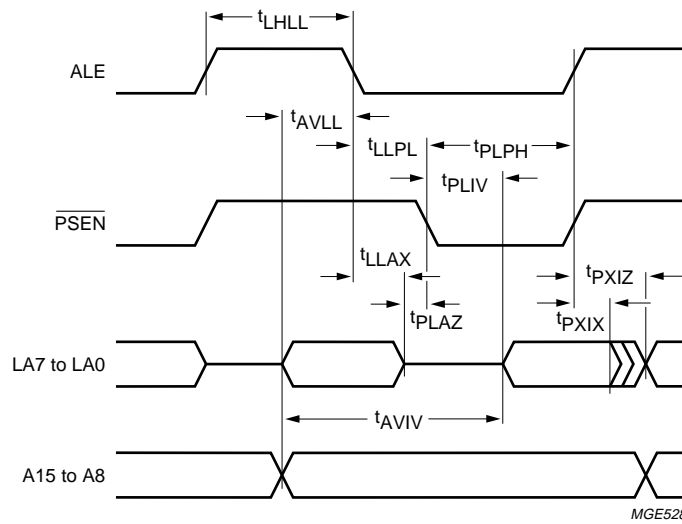 tLHLL
ALE
tAVLL
tLLPL
tPLPH
tPLIV
PSEN
tLLAX
tPXIZ
tPLAZ
tPXIX
LA7 to LA0
tAVIV
A15 to A8
MGE528